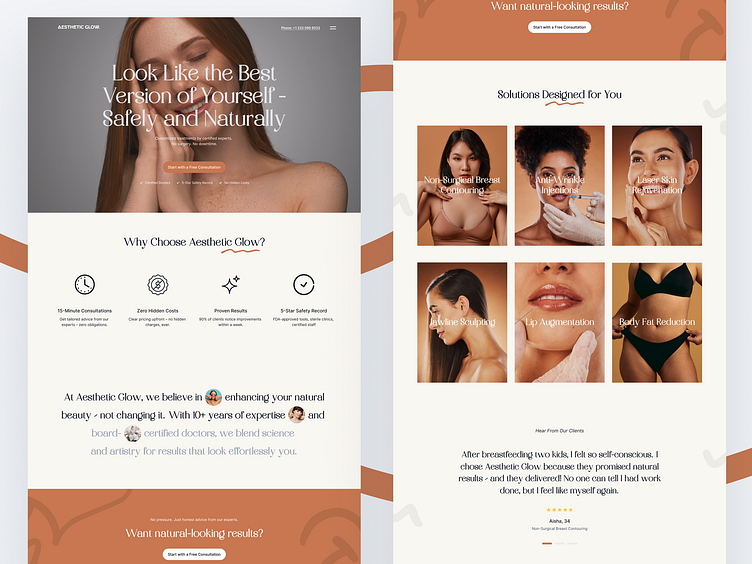 AESTHETIC GLOW
Phone: +1 233 888 8033
Look Like the Best
Version of Yourself -
Safely and Naturally
Customized treatments by certified experts.
No surgery. No downtime.
Start with a Free Consultation
Certified Doctors
5-Star Safety Record
No Hidden Costs
Why Choose Aesthetic Glow?
15-Minute Consultations
Get tailored advice from our
experts - zero obligations.
Zero Hidden Costs
Clear pricing upfront - no hidden
charges, ever.
Proven Results
90% of clients notice improvements
within a week.
5-Star Safety Record
FDA-approved tools, sterile clinics,
certified staff
At Aesthetic Glow, we believe in enhancing your natural
beauty - not changing it. With 10+ years of expertise and
board- certified doctors, we blend science
and artistry for results that look effortlessly you.
No pressure. Just honest advice from our experts.
Want natural-looking results?
Start with a Free Consultation
Want natural-looking results?
Start with a Free Consultation
Solutions Designed for You
Non-Surgical Breast
Contouring
Anti-Wrinkle
Injections
Laser Skin
Rejuvenation
Jawline Sculpting
Lip Augmentation
Body Fat Reduction
Hear From Our Clients
After breastfeeding two kids, I felt so self-conscious. I
chose Aesthetic Glow because they promised natural
results - and they delivered! No one can tell I had work
done, but I feel like myself again.
Aisha, 34
Non-Surgical Breast Contouring